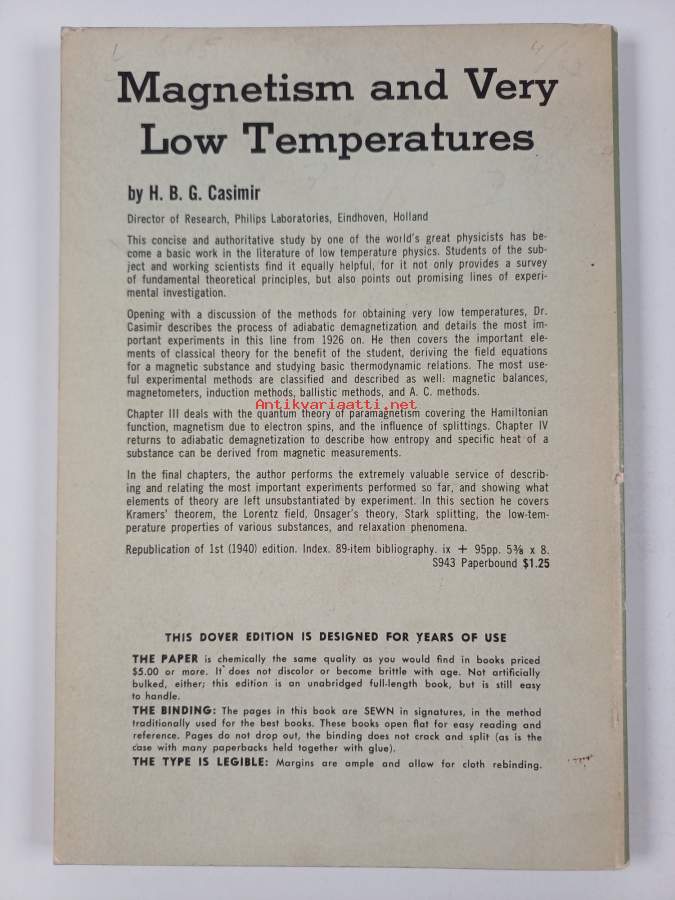 Magnetism and Very
Low Temperatures
by H. B. G. Casimir
Director of Research, Philips Laboratories, Eindhoven, Holland
This concise and authoritative study by one of the world's great physicists has be-
come a basic work in the literature of low temperature physics. Students of the sub-
ject and working scientists find it equally helpful, for it not only provides a survey
of fundamental theoretical principles, but also points out promising lines of experi-
mental investigation.
Opening with a discussion of the methods for obtaining very low temperatures, Dr.
Casimir describes the process of adiabatic demagnetization and details the most im-
portant experiments in this line from 1926 on. He then covers the important ele-
ments of classical theory for the benefit of the student, deriving the field equations
for a magnetic substance and studying basic thermodynamic relations. The most use-
ful experimental methods are classified and described as well: magnetic balances,
magnetometers, induction methods, ballistic methods, and A. C. methods.
Antikvariaatti.net
Chapter III deals with the quantum theory of paramagnetism covering the Hamiltonian
function, magnetism due to electron spins, and the influence of splittings. Chapter IV
returns to adiabatic demagnetization to describe how entropy and specific heat of a
substance can be derived from magnetic measurements.
In the final chapters, the author performs the extremely valuable service of describ-
ing and relating the most important experiments performed so far, and showing what
elements of theory are left unsubstantiated by experiment. In this section he covers
Kramers' theorem, the Lorentz field, Onsager's theory, Stark splitting, the low-tem-
perature properties of various substances, and relaxation phenomena.
Republication of 1st (1940) edition. Index. 89-item bibliography. ix + 95pp. 5⅜ x 8.
S943 Paperbound $1.25
THIS DOVER EDITION IS DESIGNED FOR YEARS OF USE
THE PAPER is chemically the same quality as you would find in books priced
$5.00 or more. It does not discolor or become brittle with age. Not artificially
bulked, either; this edition is an unabridged full-length book, but is still easy
to handle.
THE BINDING: The pages in this book are SEWN in signatures, in the method
traditionally used for the best books. These books open flat for easy reading and
reference. Pages do not drop out, the binding does not crack and split (as is the
case with many paperbacks held together with glue).
THE TYPE IS LEGIBLE: Margins are ample and allow for cloth rebinding.